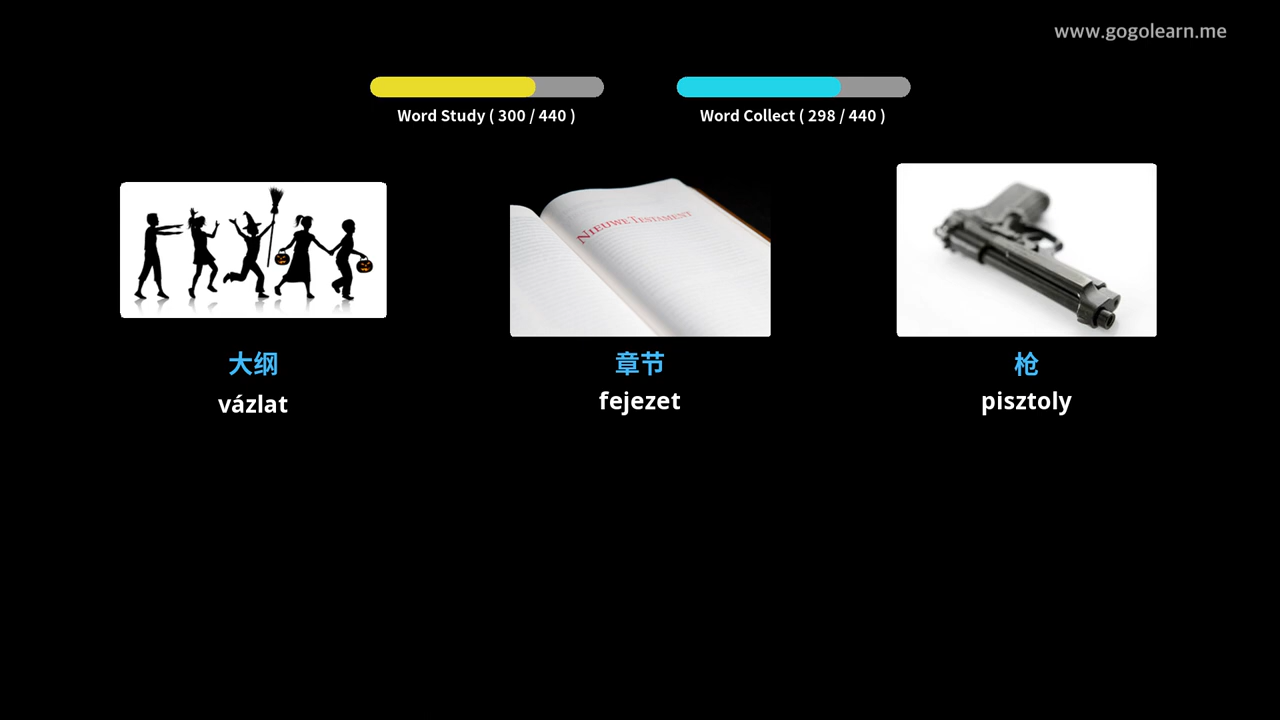 www.gogolearn.me
Word Study ( 300 / 440 )
Word Collect ( 298 / 440 )
NIEUWE TESTAMENT
大纲
章节
枪
vázlat
fejezet
pisztoly